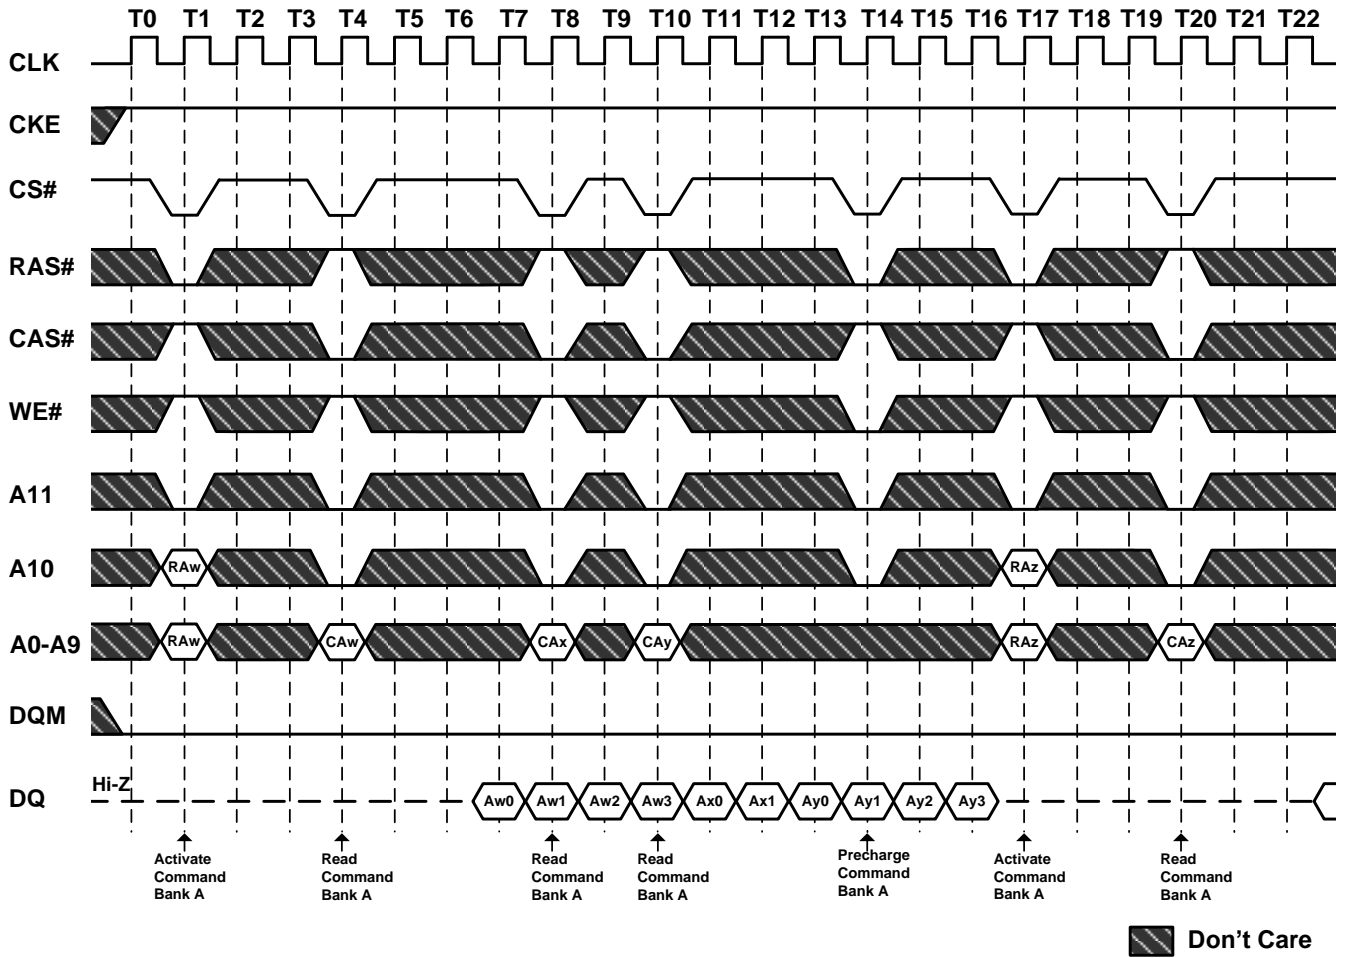 T0 T1 T2 T3 T4 T5 T6 T7 T8 T9 T10 T11 T12 T13 T14 T15 T16 T17 T18 T19 T20 T21 T22
CLK
CKE
CS#
RAS#
CAS#
WE#
A11
A10 RAw RAz
A0-A9 RAw CAw CAx CAy RAz CAz
DQM
DQ Hi-Z Aw0 Aw1 Aw2 Aw3 Ax0 Ax1 Ay0 Ay1 Ay2 Ay3
Activate
Command
Bank A
Read
Command
Bank A
Read
Command
Bank A
Read
Command
Bank A
Precharge
Command
Bank A
Activate
Command
Bank A
Read
Command
Bank A
Don't Care